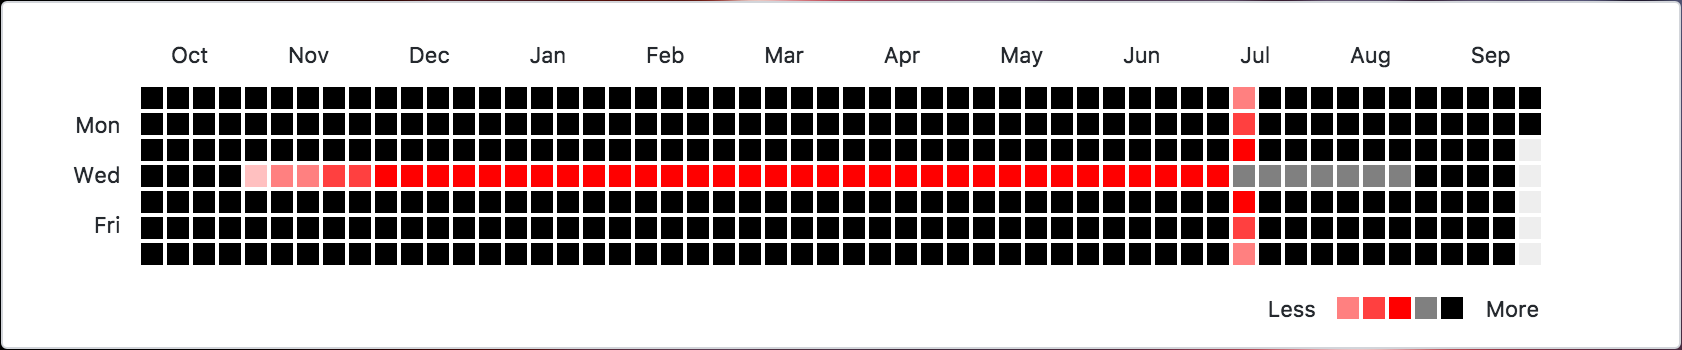 Oct Nov Dec Jan Feb Mar Apr May Jun Jul Aug Sep
Mon
Wed
Fri
Less More